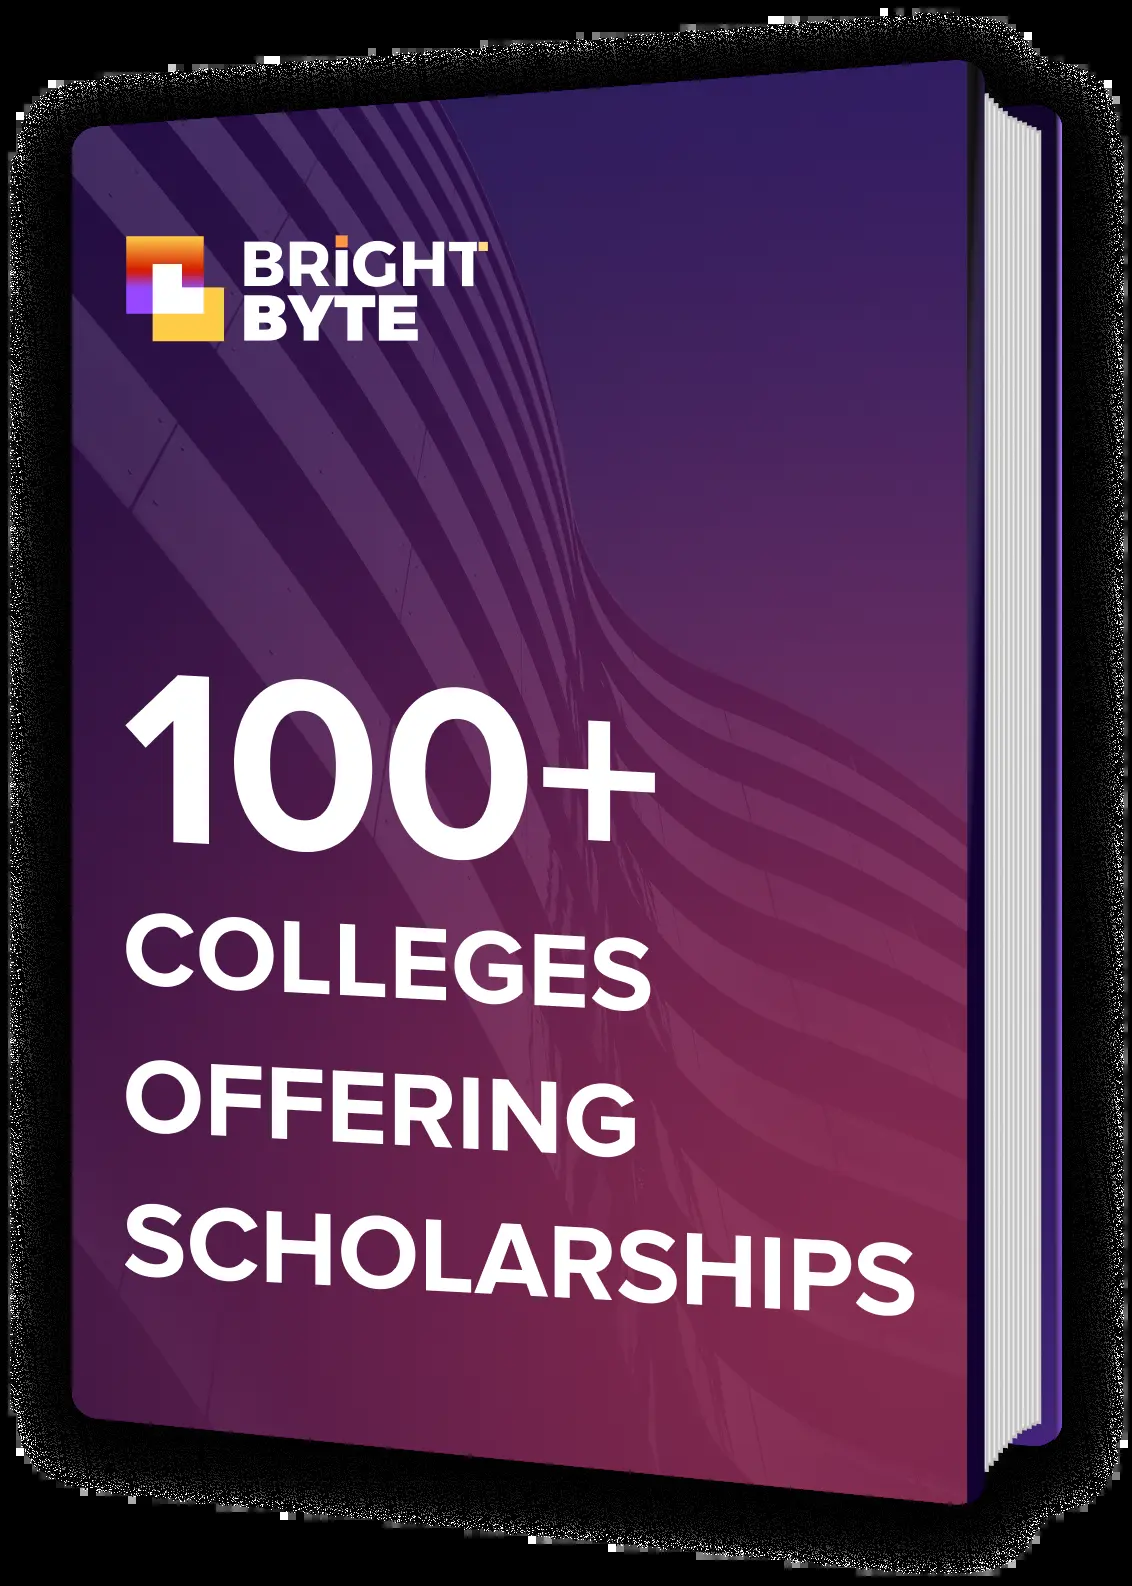 BRiGHT
BYTE
100+
COLLEGES
OFFERING
SCHOLARSHIPS